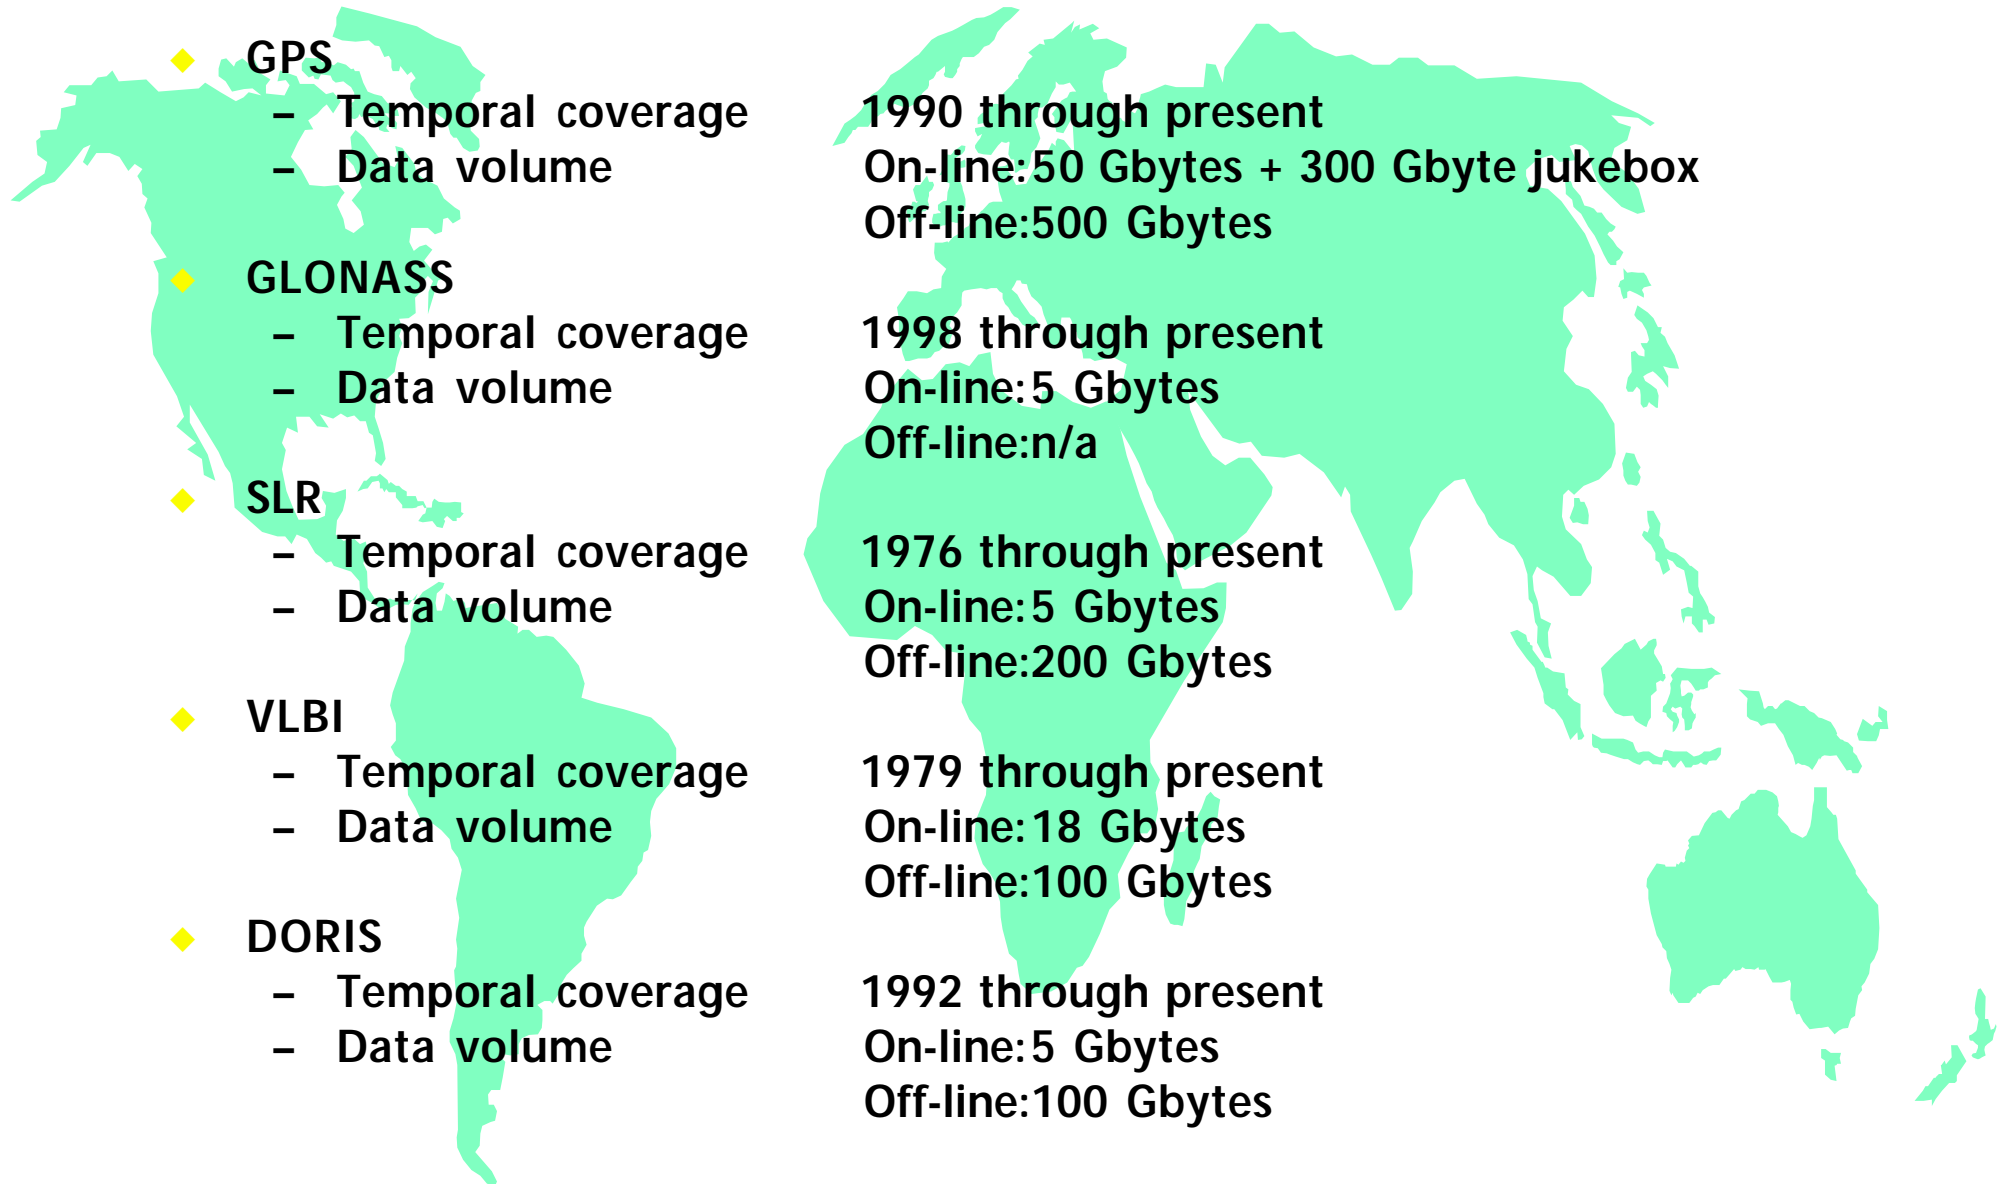 ◆ GPS
– Temporal coverage 1990 through present
– Data volume On-line: 50 Gbytes + 300 Gbyte jukebox
Off-line: 500 Gbytes
◆ GLONASS
– Temporal coverage 1998 through present
– Data volume On-line: 5 Gbytes
Off-line: n/a
◆ SLR
– Temporal coverage 1976 through present
– Data volume On-line: 5 Gbytes
Off-line: 200 Gbytes
◆ VLBI
– Temporal coverage 1979 through present
– Data volume On-line: 18 Gbytes
Off-line: 100 Gbytes
◆ DORIS
– Temporal coverage 1992 through present
– Data volume On-line: 5 Gbytes
Off-line: 100 Gbytes